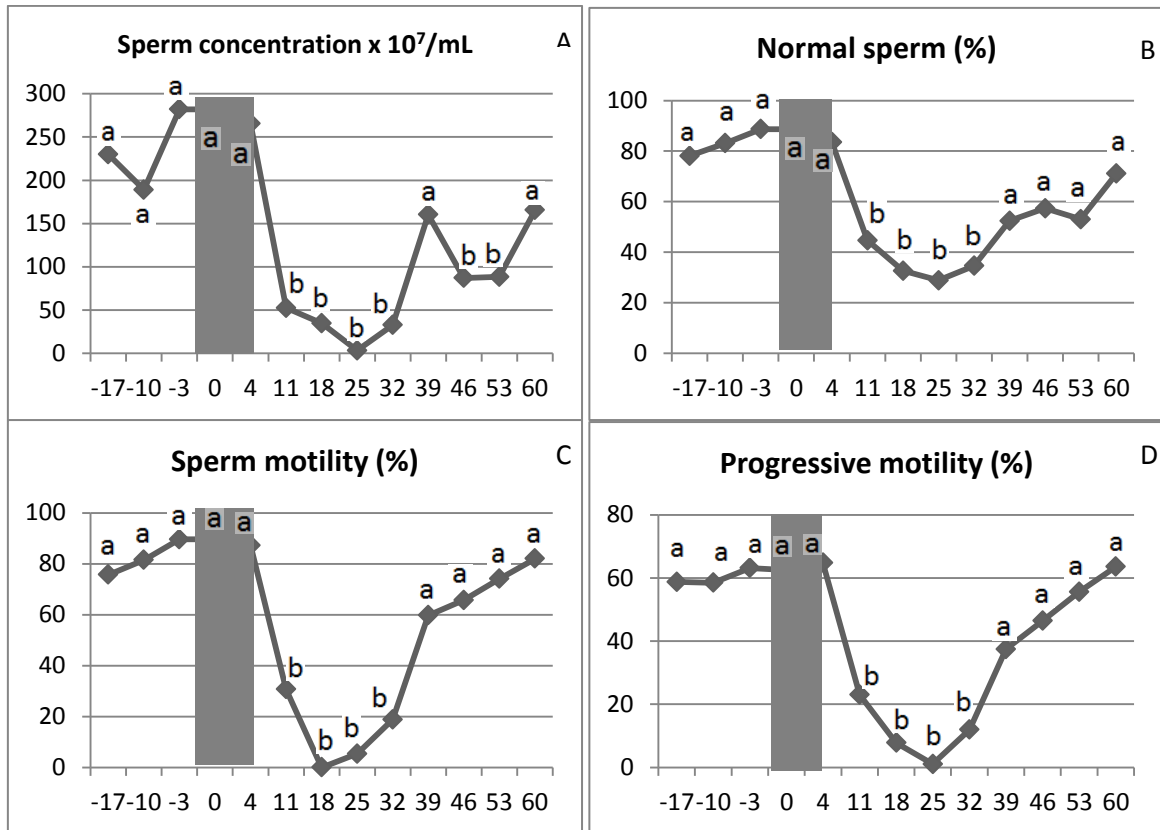 Sperm concentration x 10⁷/mL
A
300
250
200
150
100
50
0
a
a
a
a
a
b
b
b
b
a
b
b
a
-17 -10 -3 0 4 11 18 25 32 39 46 53 60
Normal sperm (%)
B
100
80
60
40
20
0
a
a
a
a
a
b
b
b
b
a
a
a
a
-17 -10 -3 0 4 11 18 25 32 39 46 53 60
Sperm motility (%)
C
100
80
60
40
20
0
a
a
a
a
a
b
b
b
b
a
a
a
a
-17 -10 -3 0 4 11 18 25 32 39 46 53 60
Progressive motility (%)
D
80
60
40
20
0
a
a
a
a
a
b
b
b
b
a
a
a
a
-17 -10 -3 0 4 11 18 25 32 39 46 53 60